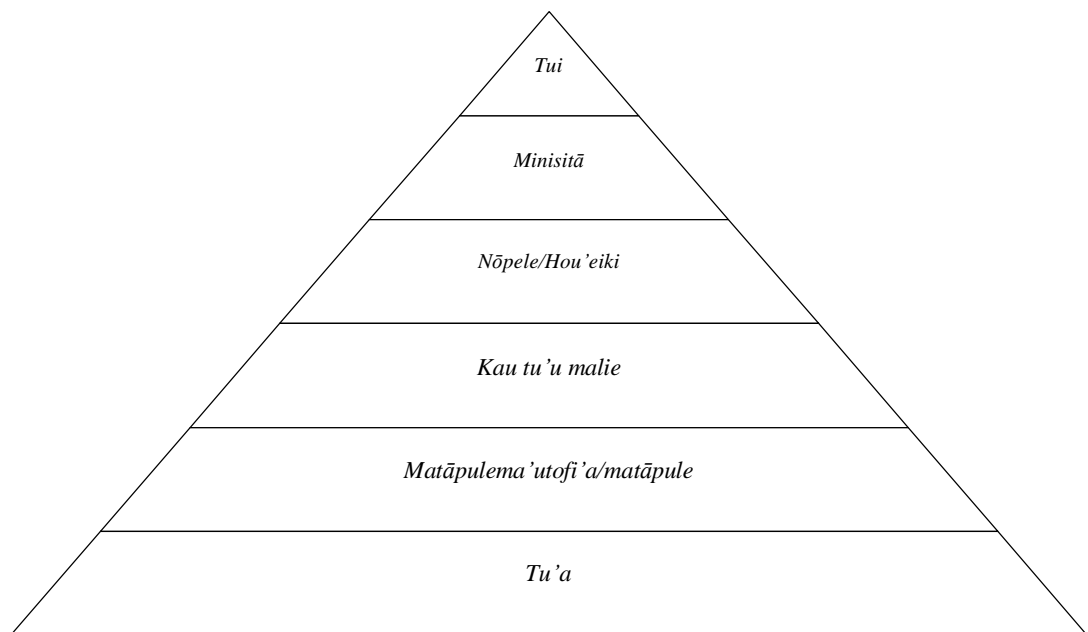 Tui
Minisitā
Nōpele/Hou’eiki
Kau tu’u malie
Matāpulema’utofi’a/matāpule
Tu’a